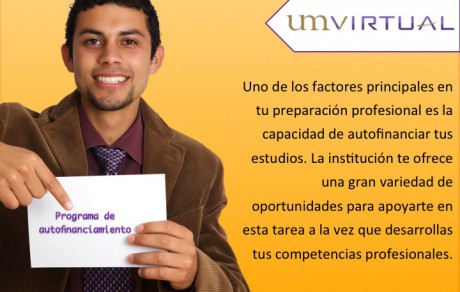 umVIRTUAL
Uno de los factores principales en
tu preparación profesional es la
capacidad de autofinanciar tus
estudios. La institución te ofrece
una gran variedad de
oportunidades para apoyarte en
esta tarea a la vez que desarrollas
tus competencias profesionales.
Programa de
autofinanciamiento